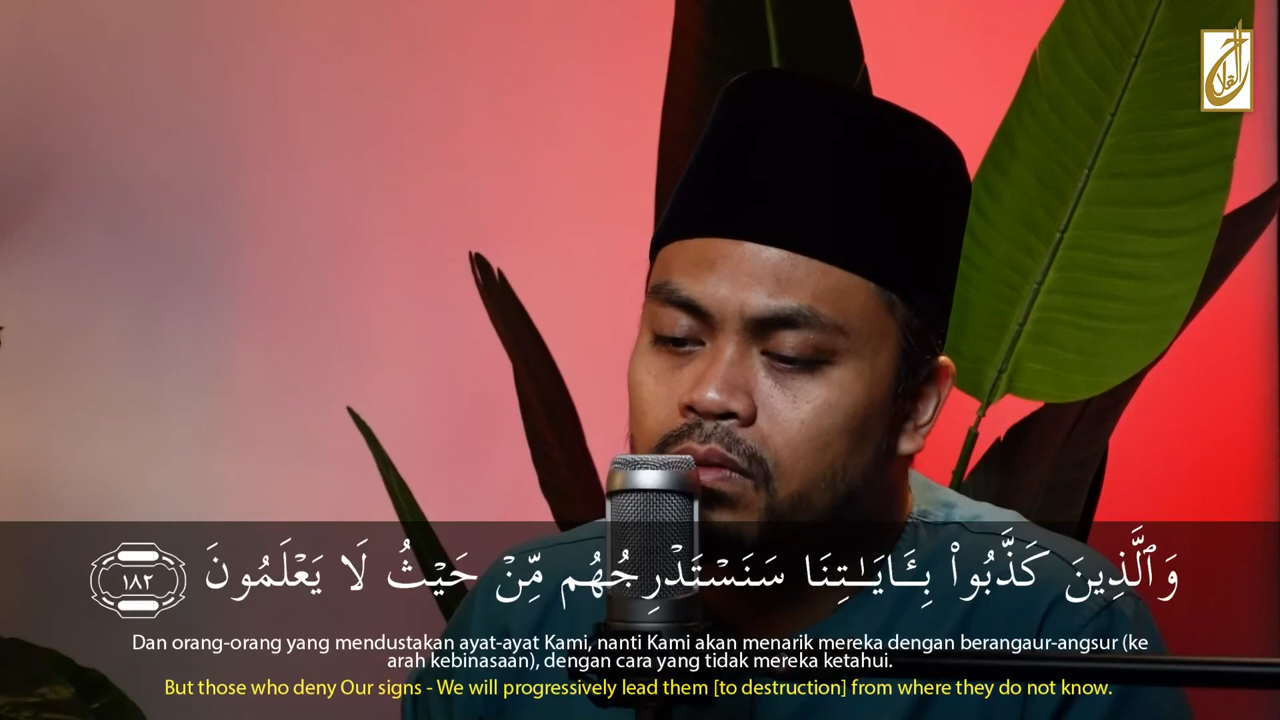 وَٱلَّذِينَ كَذَّبُوا۟ بِـَٔايَـٰتِنَا سَنَسْتَدْرِجُهُم مِّنْ حَيْثُ لَا يَعْلَمُونَ ١٨٢
Dan orang-orang yang mendustakan ayat-ayat Kami, nanti Kami akan menarik mereka dengan berangaur-angsur (ke
arah kebinasaan), dengan cara yang tidak mereka ketahui.
But those who deny Our signs - We will progressively lead them [to destruction] from where they do not know.